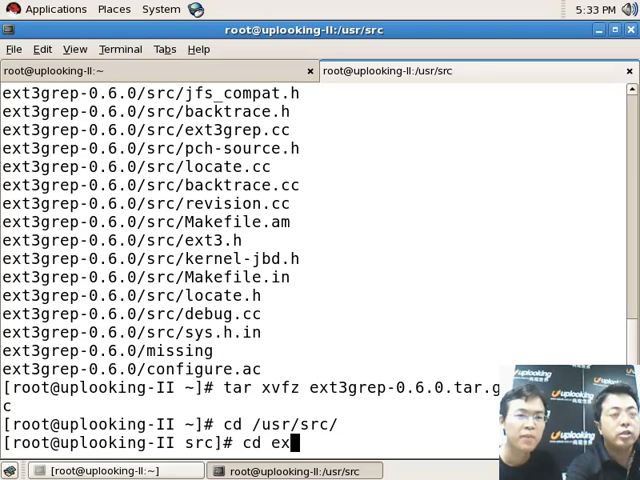 Applications Places System 5:33 PM
root@uplooking-II:/usr/src
File Edit View Terminal Tabs Help
root@uplooking-II:~ × root@uplooking-II:/usr/src ×
ext3grep-0.6.0/src/jfs_compat.h
ext3grep-0.6.0/src/backtrace.h
ext3grep-0.6.0/src/ext3grep.cc
ext3grep-0.6.0/src/pch-source.h
ext3grep-0.6.0/src/locate.cc
ext3grep-0.6.0/src/backtrace.cc
ext3grep-0.6.0/src/revision.cc
ext3grep-0.6.0/src/Makefile.am
ext3grep-0.6.0/src/ext3.h
ext3grep-0.6.0/src/kernel-jbd.h
ext3grep-0.6.0/src/Makefile.in
ext3grep-0.6.0/src/locate.h
ext3grep-0.6.0/src/debug.cc
ext3grep-0.6.0/src/sys.h.in
ext3grep-0.6.0/missing
ext3grep-0.6.0/configure.ac
[root@uplooking-II ~]# tar xvfz ext3grep-0.6.0.tar.g
c
[root@uplooking-II ~]# cd /usr/src/
[root@uplooking-II src]# cd ex
uplooking
uplooking
[root@uplooking-II:~] root@uplooking-II:/usr/src